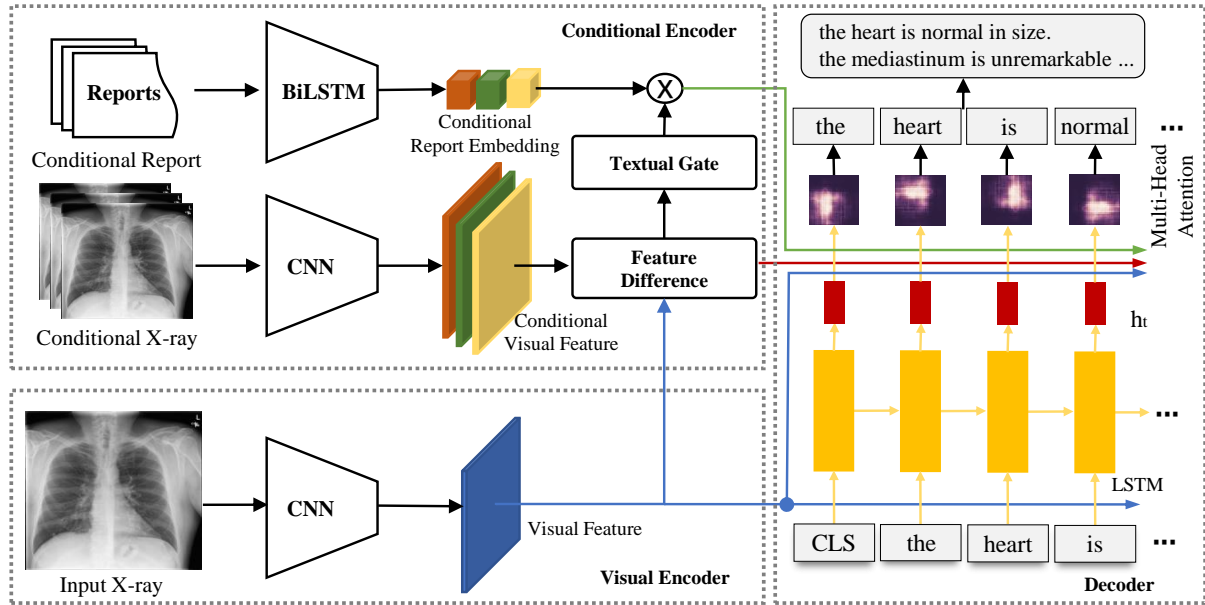 Conditional Encoder
Reports
BiLSTM
X
Conditional
Report Embedding
Conditional Report
Textual Gate
CNN
Feature
Difference
Conditional X-ray
Conditional
Visual Feature
CNN
Visual Feature
Input X-ray
Visual Encoder
the heart is normal in size.
the mediastinum is unremarkable ...
the heart is normal ...
Multi-Head
Attention
ht
...
LSTM
CLS the heart is ...
Decoder